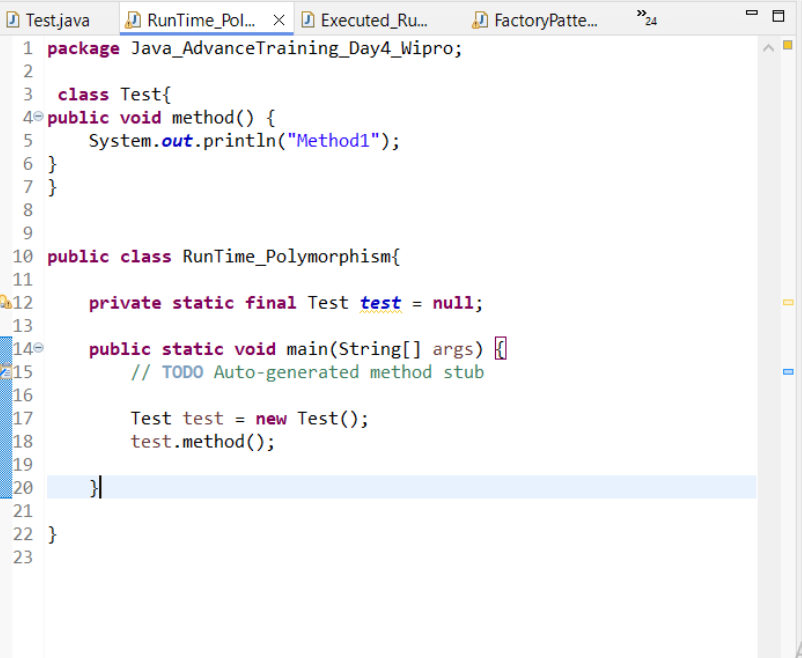 Test.java
RunTime_Pol...
Executed_Ru...
FactoryPatte...
24
1 package Java_AdvanceTraining_Day4_Wipro;
2
3 class Test{
4 public void method() {
5 System.out.println("Method1");
6 }
7 }
8
9
10 public class RunTime_Polymorphism{
11
12 private static final Test test = null;
13
14 public static void main(String[] args) {
15 // TODO Auto-generated method stub
16
17 Test test = new Test();
18 test.method();
19
20 }
21
22 }
23